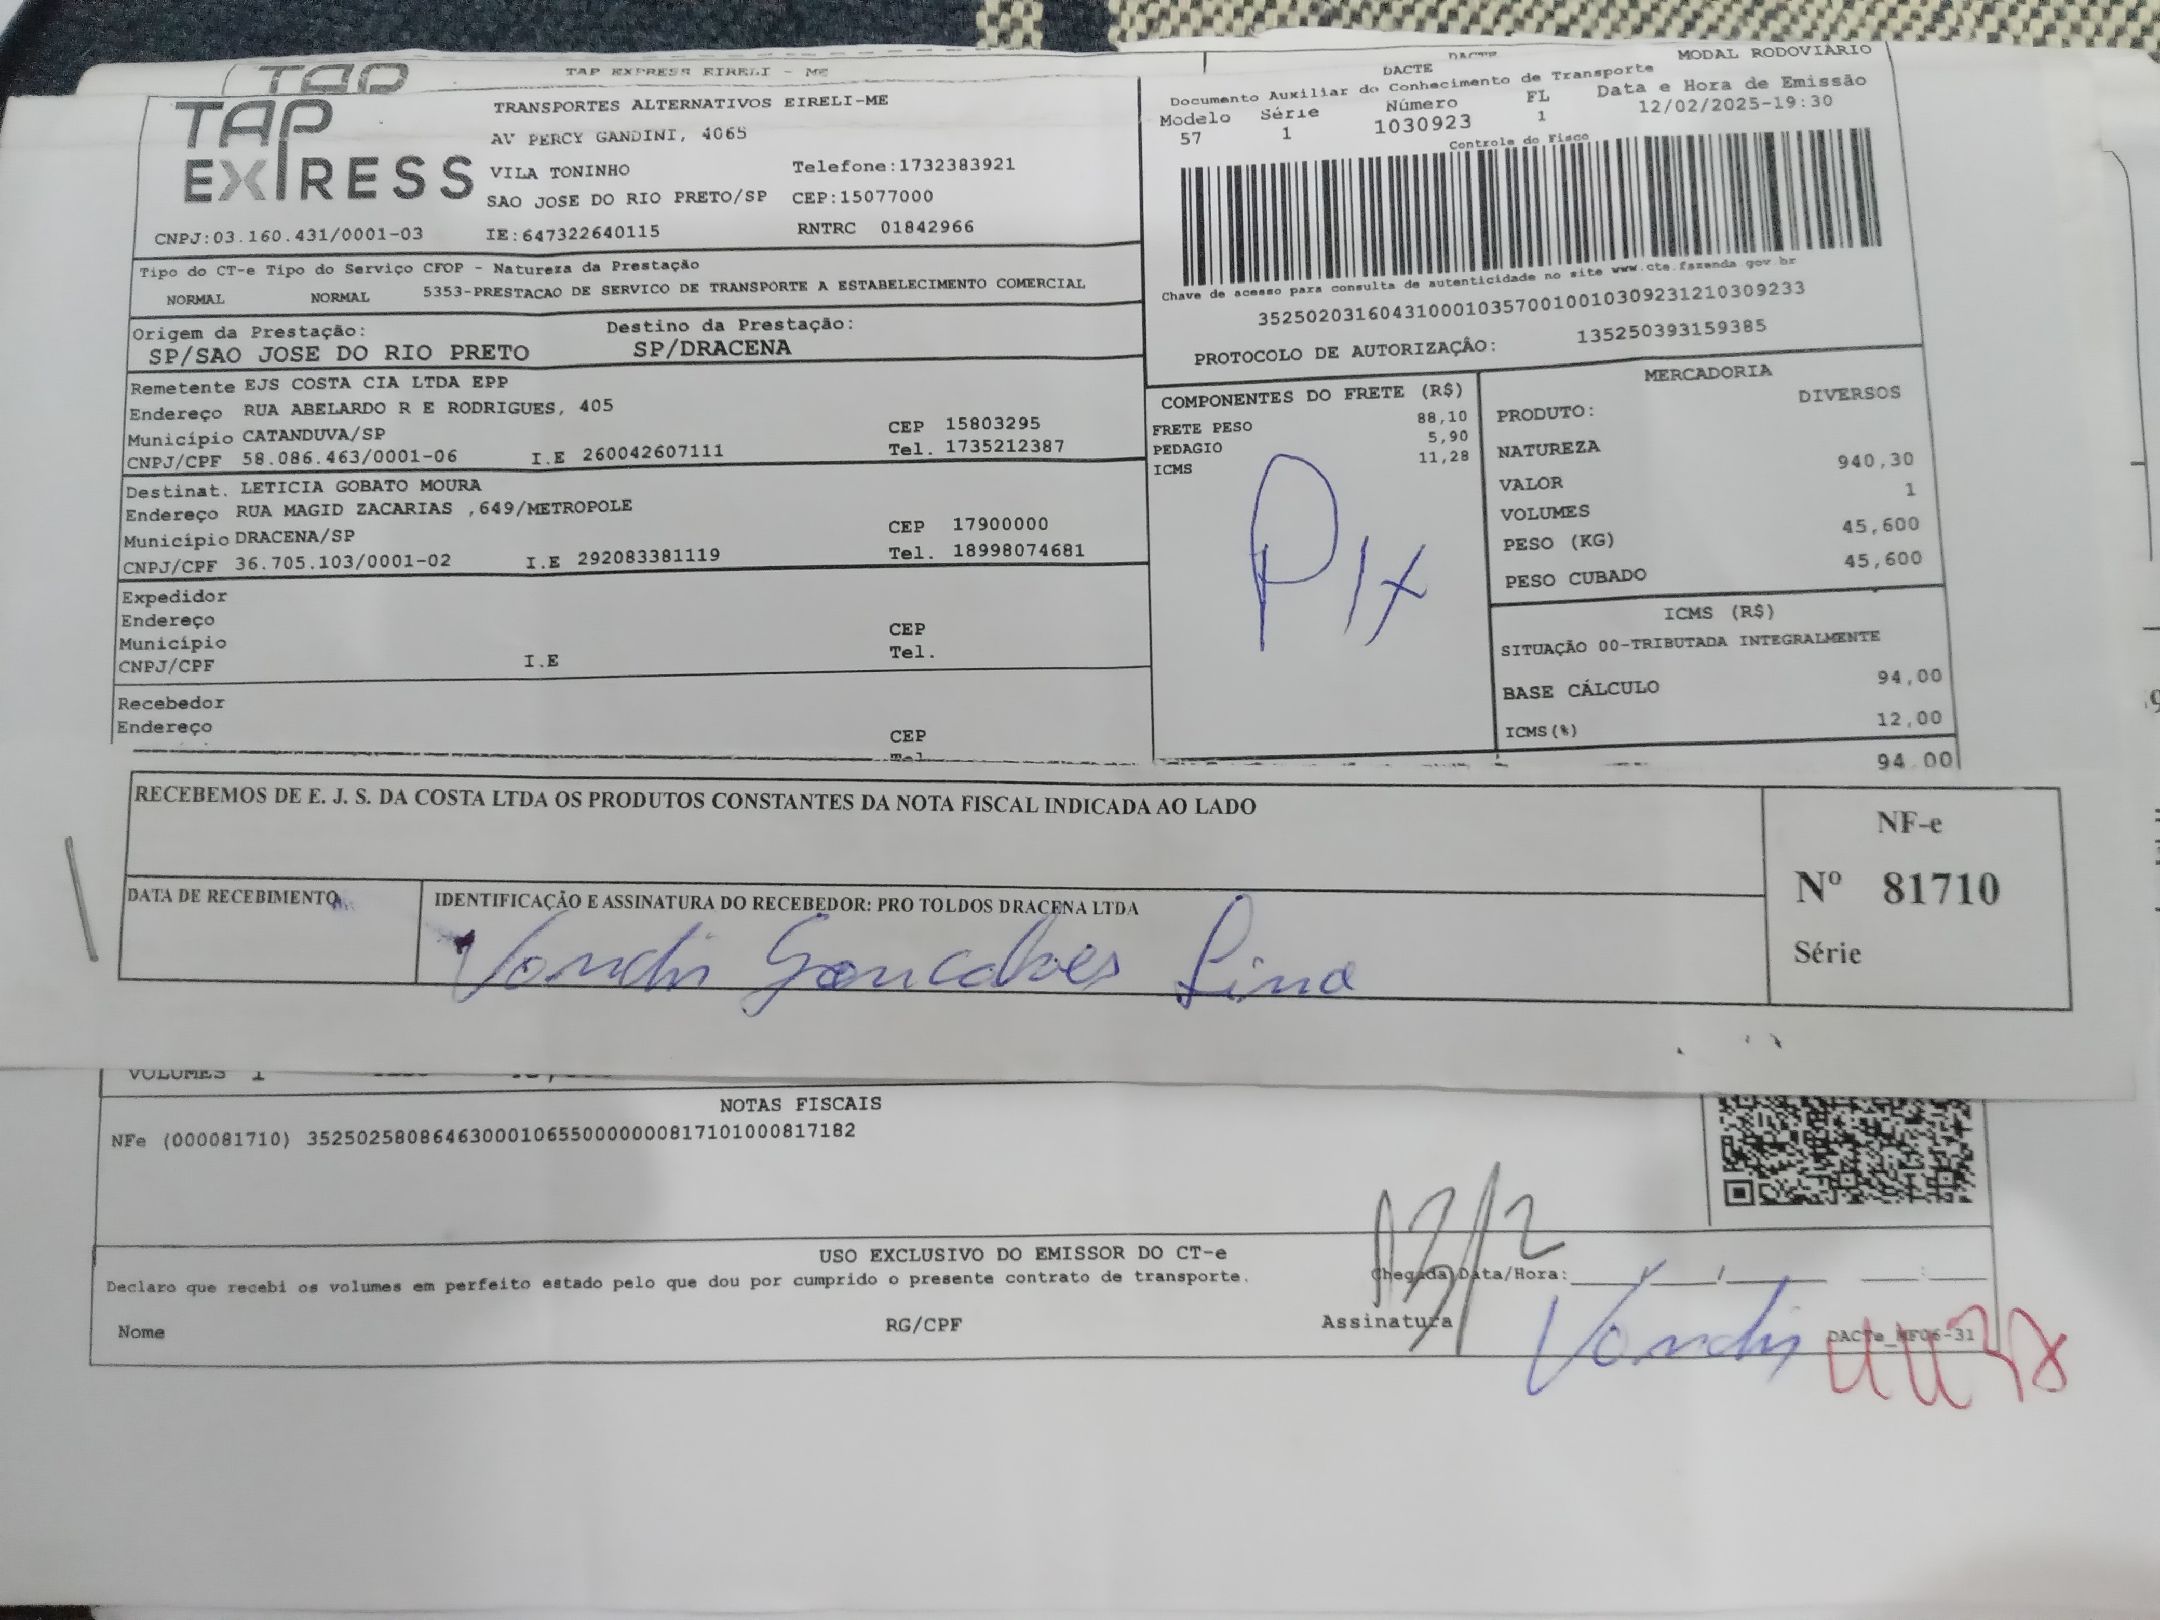 TAP
TAP EXPRESS EIRELI - ME
DACTE
MODAL RODOVIÁRIO
TAP EXPRESS
TRANSPORTES ALTERNATIVOS EIRELI-ME
AV PERCY GANDINI, 4065
VILA TONINHO Telefone:1732383921
SAO JOSE DO RIO PRETO/SP CEP:15077000
CNPJ:03.160.431/0001-03 IE:647322640115 RNTRC 01842966
DACTE
Documento Auxiliar do Conhecimento de Transporte
Modelo Série Número FL Data e Hora de Emissão
57 1 1030923 1 12/02/2025-19:30
Controle do Fisco
Chave de acesso para consulta de autenticidade no site www.cte.fazenda.gov.br
35250203160431000103570010010309231210309233
PROTOCOLO DE AUTORIZAÇÃO: 135250393159385
Tipo do CT-e Tipo do Serviço CFOP - Natureza da Prestação
NORMAL NORMAL 5353-PRESTACAO DE SERVICO DE TRANSPORTE A ESTABELECIMENTO COMERCIAL
Origem da Prestação: Destino da Prestação:
SP/SAO JOSE DO RIO PRETO SP/DRACENA
Remetente EJS COSTA CIA LTDA EPP
Endereço RUA ABELARDO R E RODRIGUES, 405
Município CATANDUVA/SP CEP 15803295
CNPJ/CPF 58.086.463/0001-06 I.E 260042607111 Tel. 1735212387
Destinat. LETICIA GOBATO MOURA
Endereço RUA MAGID ZACARIAS ,649/METROPOLE
Município DRACENA/SP CEP 17900000
CNPJ/CPF 36.705.103/0001-02 I.E 292083381119 Tel. 18998074681
Expedidor
Endereço
Município CEP
CNPJ/CPF I.E Tel.
Recebedor
Endereço
CEP
Tel
COMPONENTES DO FRETE (R$)
FRETE PESO 88,10
PEDAGIO 5,90
ICMS 11,28
Pix
MERCADORIA
PRODUTO: DIVERSOS
NATUREZA
VALOR 940,30
VOLUMES 1
PESO (KG) 45,600
PESO CUBADO 45,600
ICMS (R$)
SITUAÇÃO 00-TRIBUTADA INTEGRALMENTE
BASE CÁLCULO 94,00
ICMS(%) 12,00
94.00
RECEBEMOS DE E. J. S. DA COSTA LTDA OS PRODUTOS CONSTANTES DA NOTA FISCAL INDICADA AO LADO
NF-e
Nº 81710
Série
DATA DE RECEBIMENTO
IDENTIFICAÇÃO E ASSINATURA DO RECEBEDOR: PRO TOLDOS DRACENA LTDA
Goncalves Lima
VOLUMES 1
NOTAS FISCAIS
NFe (000081710) 35250258086463000106550000000817101000817182
USO EXCLUSIVO DO EMISSOR DO CT-e
Declaro que recebi os volumes em perfeito estado pelo que dou por cumprido o presente contrato de transporte.
Chegada Data/Hora:____/____/____ __:__
13/2
Nome RG/CPF Assinatura